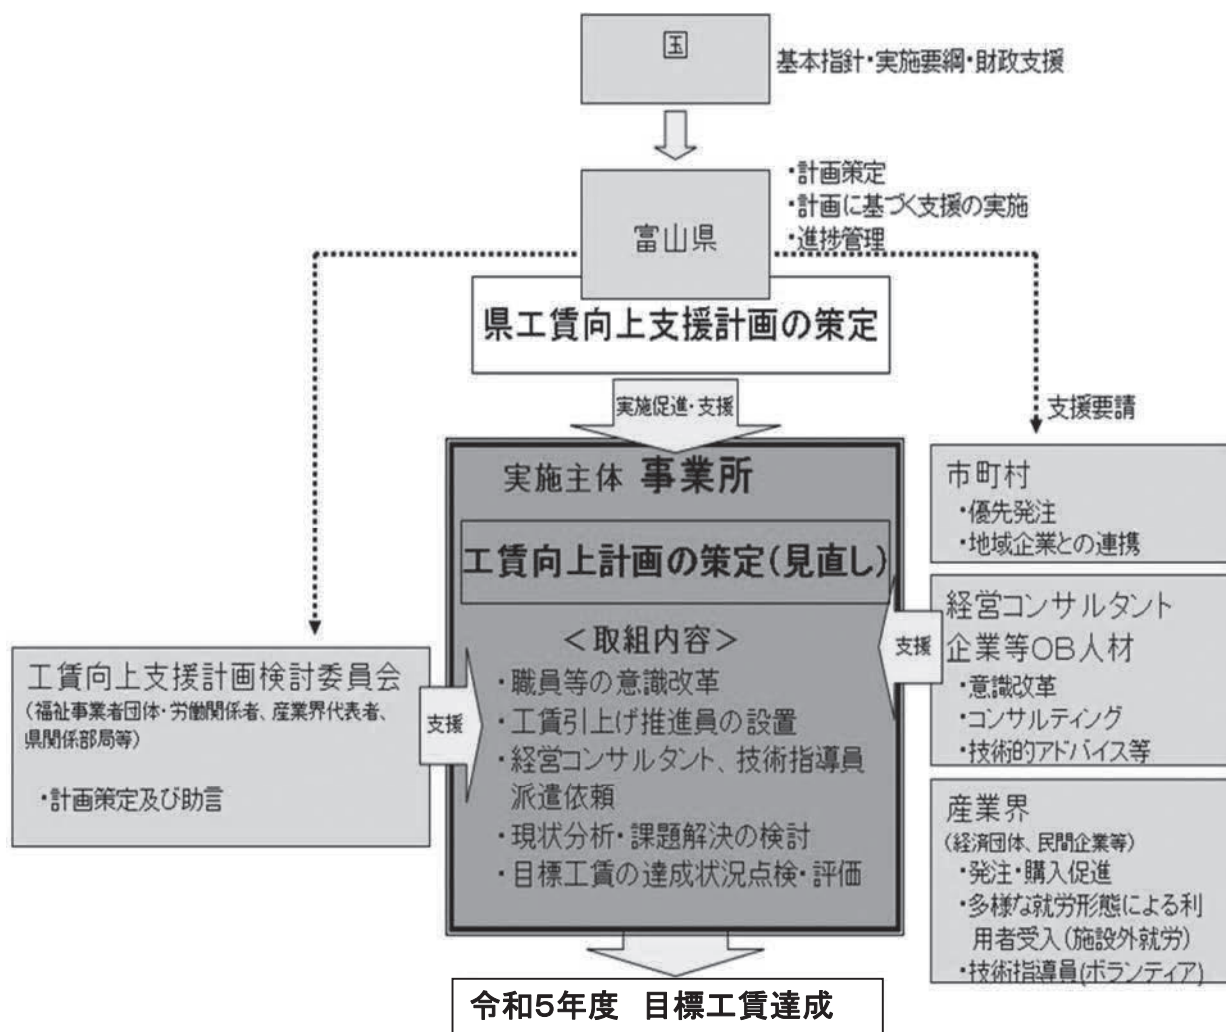 国
基本指針・実施要綱・財政支援
富山県
・計画策定
・計画に基づく支援の実施
・進捗管理
県工賃向上支援計画の策定
実施促進・支援
支援要請
実施主体 事業所
工賃向上計画の策定(見直し)
<取組内容>
・職員等の意識改革
・工賃引上げ推進員の設置
・経営コンサルタント、技術指導員
派遣依頼
・現状分析・課題解決の検討
・目標工賃の達成状況点検・評価
工賃向上支援計画検討委員会
(福祉事業者団体・労働関係者、産業界代表者、
県関係部局等)
・計画策定及び助言
支援
市町村
・優先発注
・地域企業との連携
経営コンサルタント
企業等OB人材
・意識改革
・コンサルティング
・技術的アドバイス等
支援
産業界
(経済団体、民間企業等)
・発注・購入促進
・多様な就労形態による利
用者受入(施設外就労)
・技術指導員(ボランティア)
令和5年度 目標工賃達成